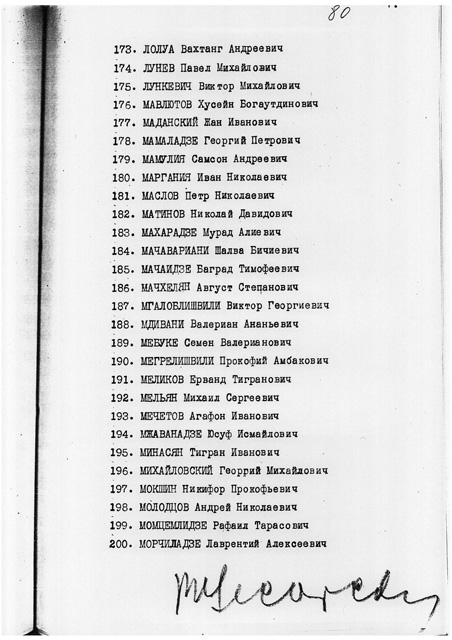 80
173. ЛОЛУА Вахтанг Андреевич
174. ЛУНЕВ Павел Михайлович
175. ЛУНКЕВИЧ Виктор Михайлович
176. МАВЛЮТОВ Хусейн Богаутдинович
177. МАДАНСКИЙ Жан Иванович
178. МАМАЛАДЗЕ Георгий Петрович
179. МАМУЛИЯ Самсон Андреевич
180. МАРГАНИЯ Иван Николаевич
181. МАСЛОВ Петр Николаевич
182. МАТИНОВ Николай Давидович
183. МАХАРАДЗЕ Мурад Алиевич
184. МАЧАВАРИАНИ Шалва Бичиевич
185. МАЧАИДЗЕ Баград Тимофеевич
186. МАЧХЕЛЯН Август Степанович
187. МГАЛОБЛИШВИЛИ Виктор Георгиевич
188. МДИВАНИ Валериан Ананьевич
189. МЕБУКЕ Семен Валерианович
190. МЕГРЕЛИШВИЛИ Прокофий Амбакович
191. МЕЛИКОВ Ерванд Тигранович
192. МЕЛЬЯН Михаил Сергеевич
193. МЕЧЕТОВ Агафон Иванович
194. МЖАВАНАДЗЕ Юсуф Исмайлович
195. МИНАСЯН Тигран Иванович
196. МИХАЙЛОВСКИЙ Георрий Михайлович
197. МОКШИН Никифор Прокофьевич
198. МОЛОДЦОВ Андрей Николаевич
199. МОМЦЕМЛИДЗЕ Рафаил Тарасович
200. МОРЧИЛАДЗЕ Лаврентий Алексеевич